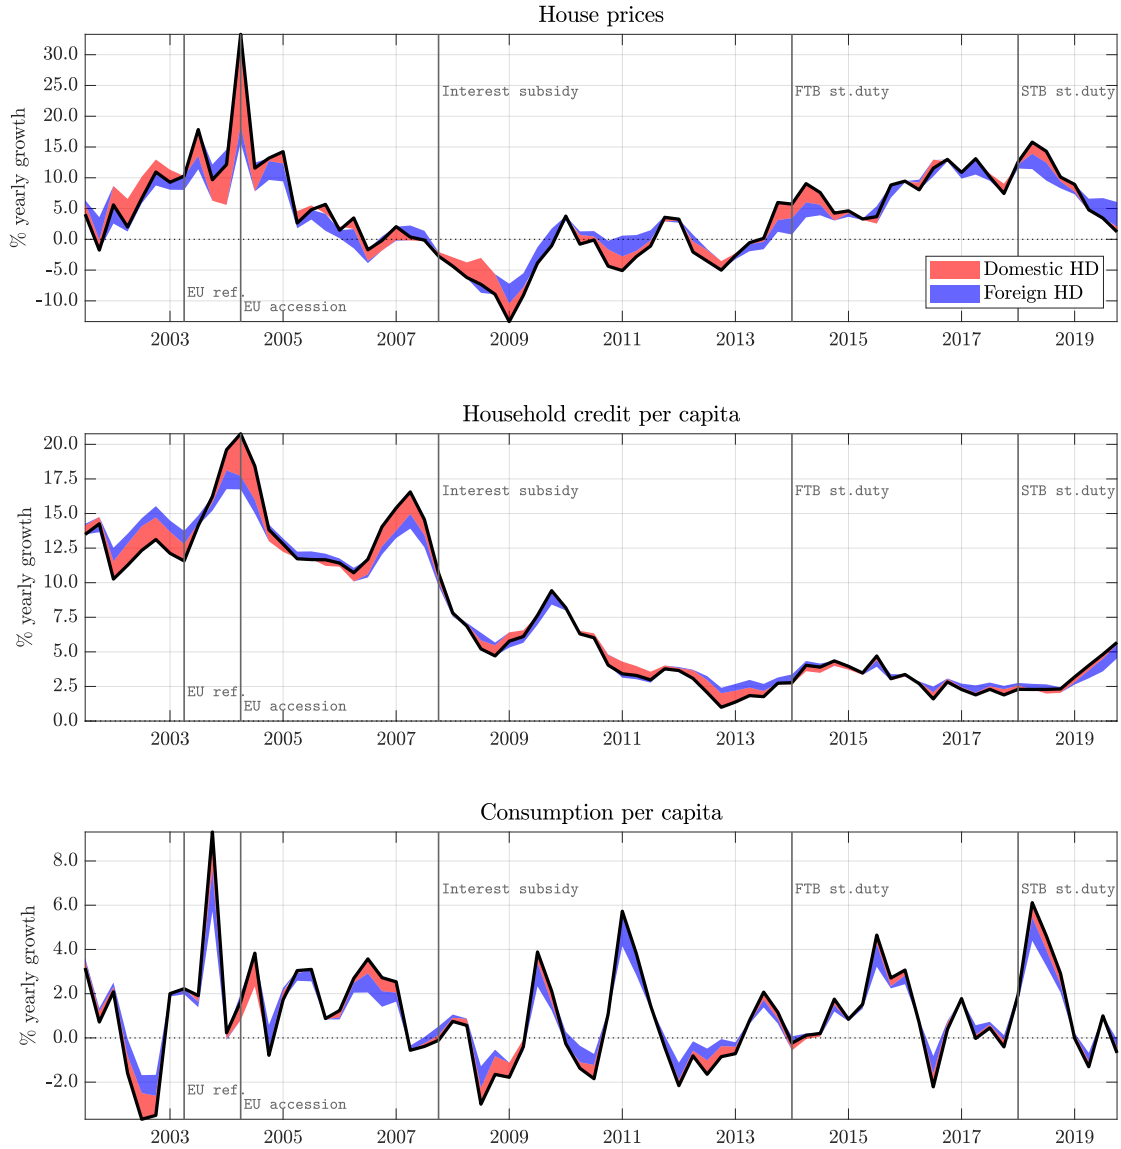 House prices
% yearly growth
30.0
25.0
20.0
15.0
10.0
5.0
0.0
-5.0
-10.0
Interest subsidy
FTB st.duty
STB st.duty
EU ref.
EU accession
Domestic HD
Foreign HD
2003 2005 2007 2009 2011 2013 2015 2017 2019
Household credit per capita
% yearly growth
20.0
17.5
15.0
12.5
10.0
7.5
5.0
2.5
0.0
Interest subsidy
FTB st.duty
STB st.duty
EU ref.
EU accession
2003 2005 2007 2009 2011 2013 2015 2017 2019
Consumption per capita
% yearly growth
8.0
6.0
4.0
2.0
0.0
-2.0
Interest subsidy
FTB st.duty
STB st.duty
EU ref.
EU accession
2003 2005 2007 2009 2011 2013 2015 2017 2019